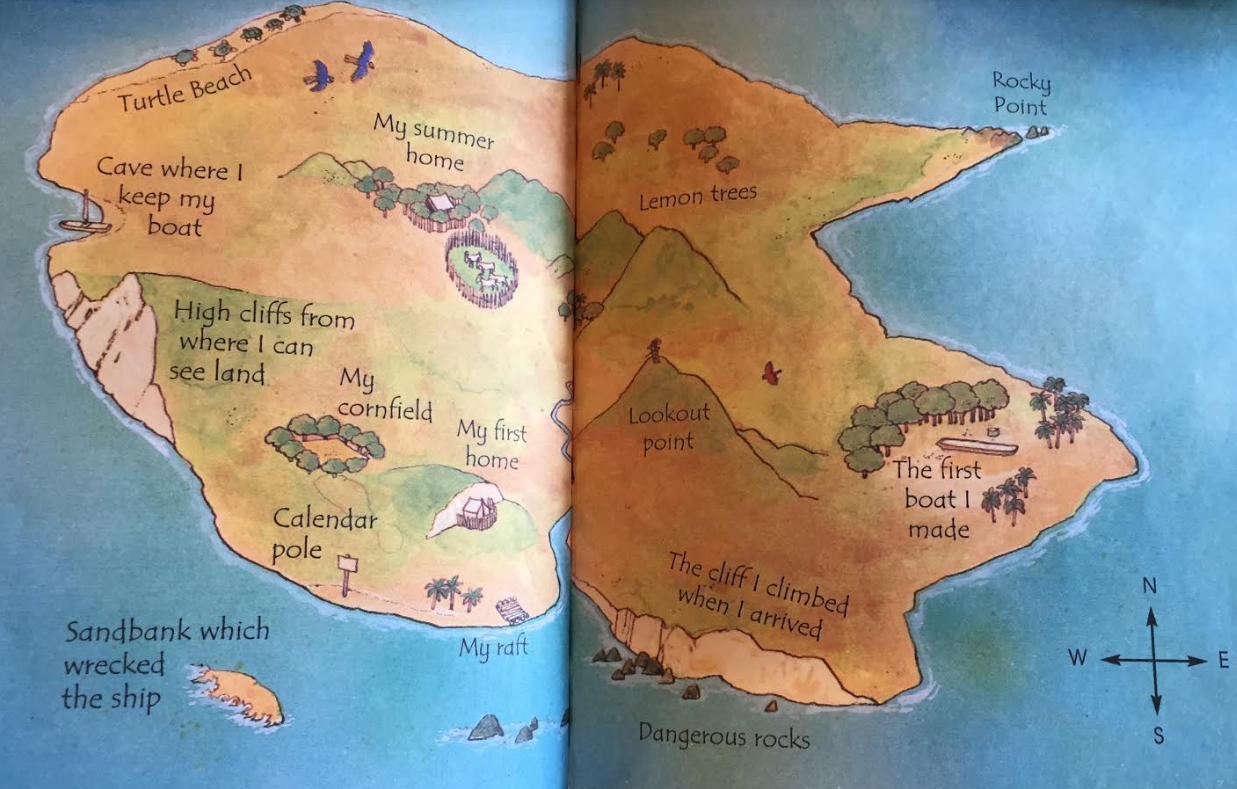 Turtle Beach
My summer
home
Cave where I
keep my
boat
High cliffs from
where I can
see land
My
cornfield
My first
home
Calendar
pole
My raft
Sandbank which
wrecked
the ship
Rocky
Point
Lemon trees
Lookout
point
The first
boat I
made
The cliff I climbed
when I arrived
Dangerous rocks
N
W E
S